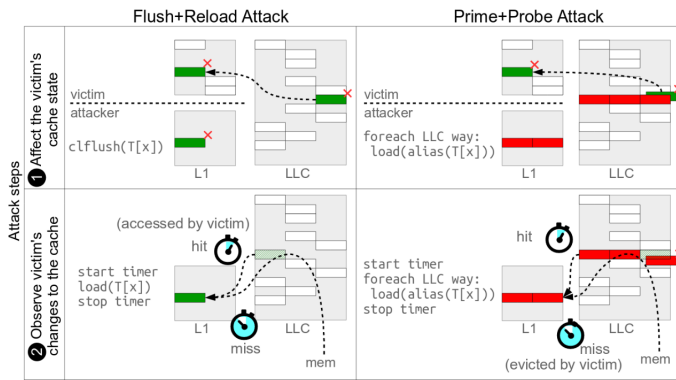 Flush+Reload Attack
Prime+Probe Attack
Attack steps
1 Affect the victim's
cache state
victim
attacker
clflush(T[x])
L1
LLC
victim
attacker
foreach LLC way:
load(alias(T[x]))
L1
LLC
2 Observe victim's
changes to the cache
(accessed by victim)
hit
start timer
load(T[x])
stop timer
L1
LLC
miss
mem
hit
start timer
foreach LLC way:
load(alias(T[x]))
stop timer
L1
LLC
miss
(evicted by victim)
mem